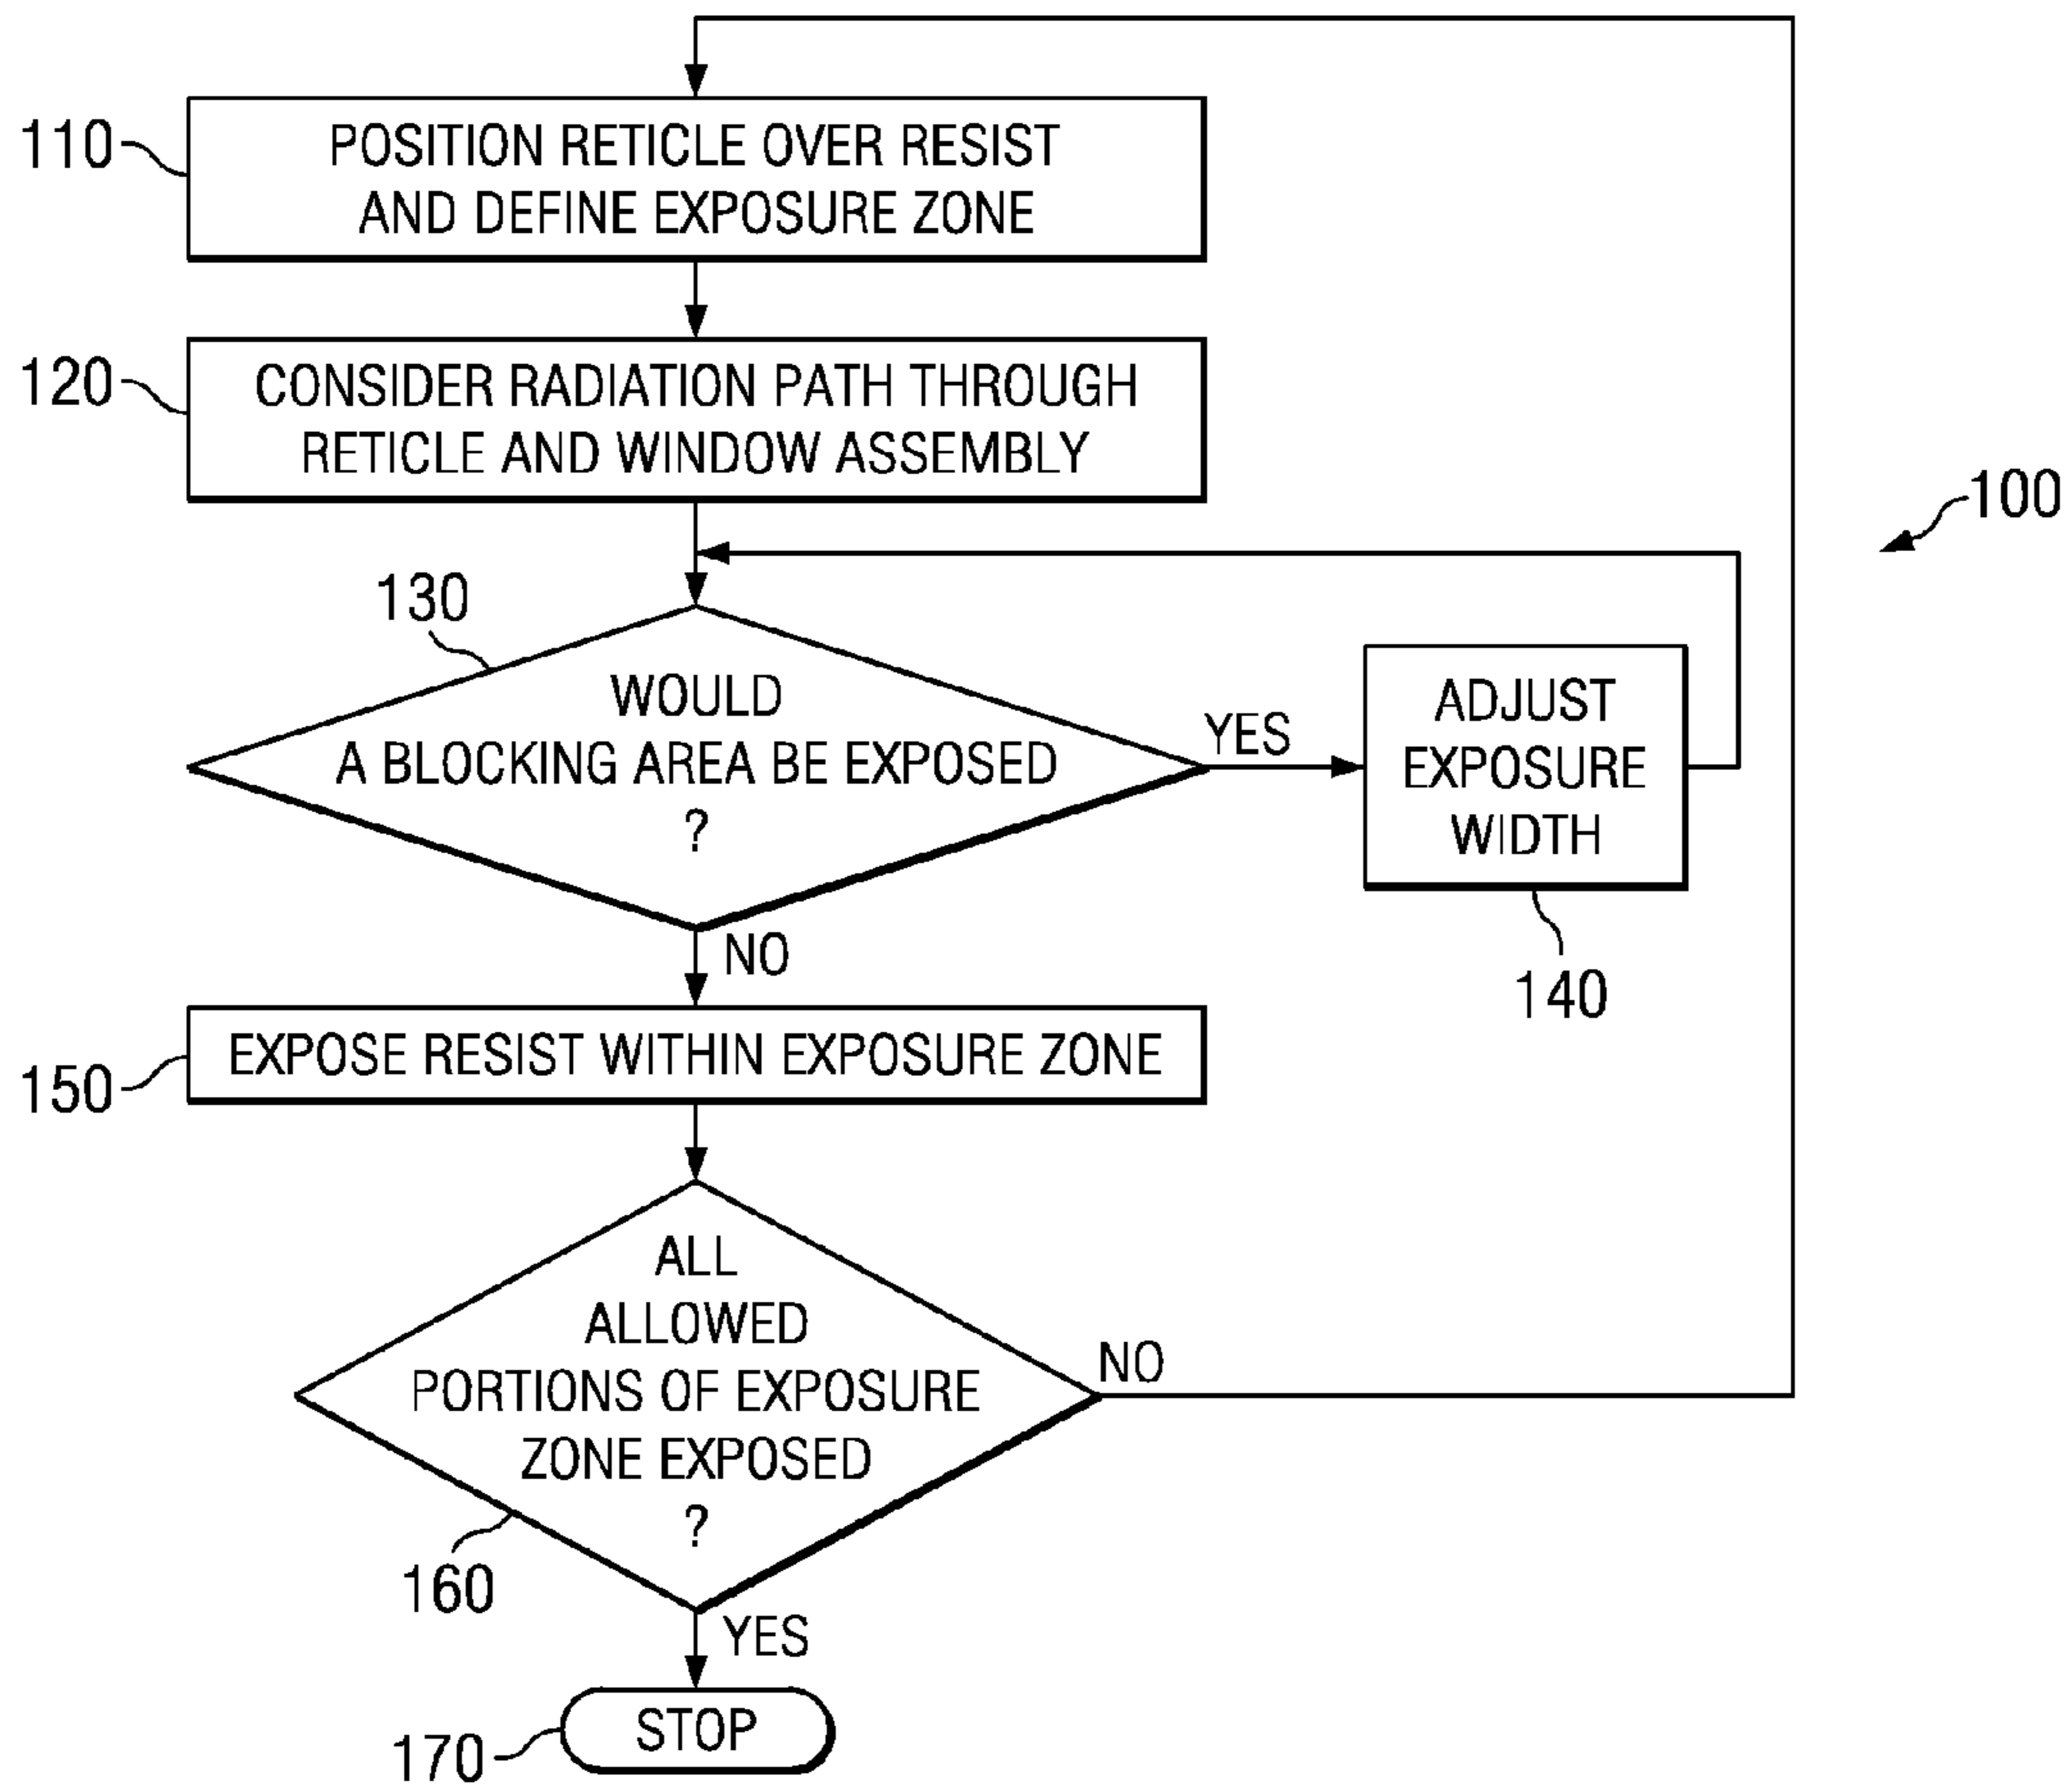 110
POSITION RETICLE OVER RESIST
AND DEFINE EXPOSURE ZONE
120
CONSIDER RADIATION PATH THROUGH
RETICLE AND WINDOW ASSEMBLY
100
130
WOULD
A BLOCKING AREA BE EXPOSED
?
YES
ADJUST
EXPOSURE
WIDTH
140
NO
150
EXPOSE RESIST WITHIN EXPOSURE ZONE
ALL
ALLOWED
PORTIONS OF EXPOSURE
ZONE EXPOSED
?
NO
160
YES
STOP
170